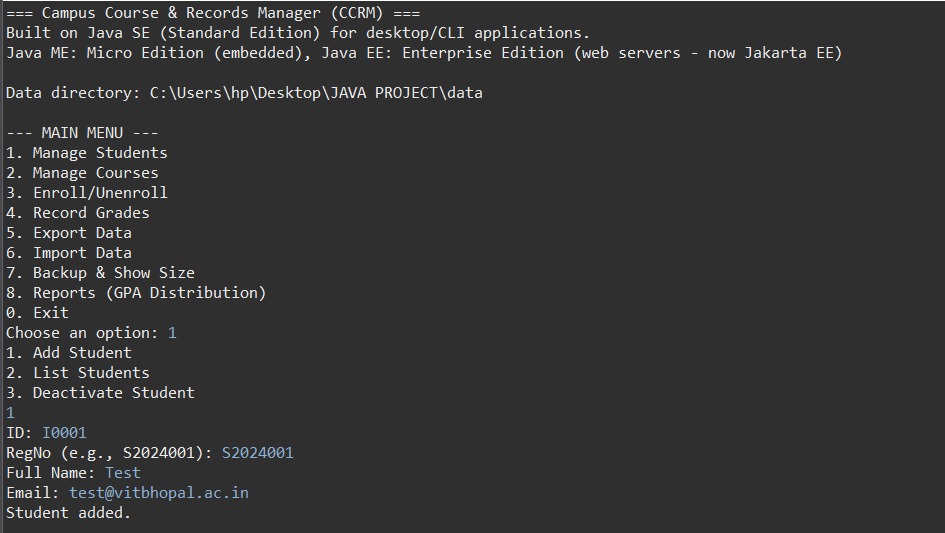 === Campus Course & Records Manager (CCRM) ===
Built on Java SE (Standard Edition) for desktop/CLI applications.
Java ME: Micro Edition (embedded), Java EE: Enterprise Edition (web servers - now Jakarta EE)
Data directory: C:\Users\hp\Desktop\JAVA PROJECT\data
--- MAIN MENU ---
1. Manage Students
2. Manage Courses
3. Enroll/Unenroll
4. Record Grades
5. Export Data
6. Import Data
7. Backup & Show Size
8. Reports (GPA Distribution)
0. Exit
Choose an option: 1
1. Add Student
2. List Students
3. Deactivate Student
1
ID: I0001
RegNo (e.g., S2024001): S2024001
Full Name: Test
Email: test@vitbhopal.ac.in
Student added.